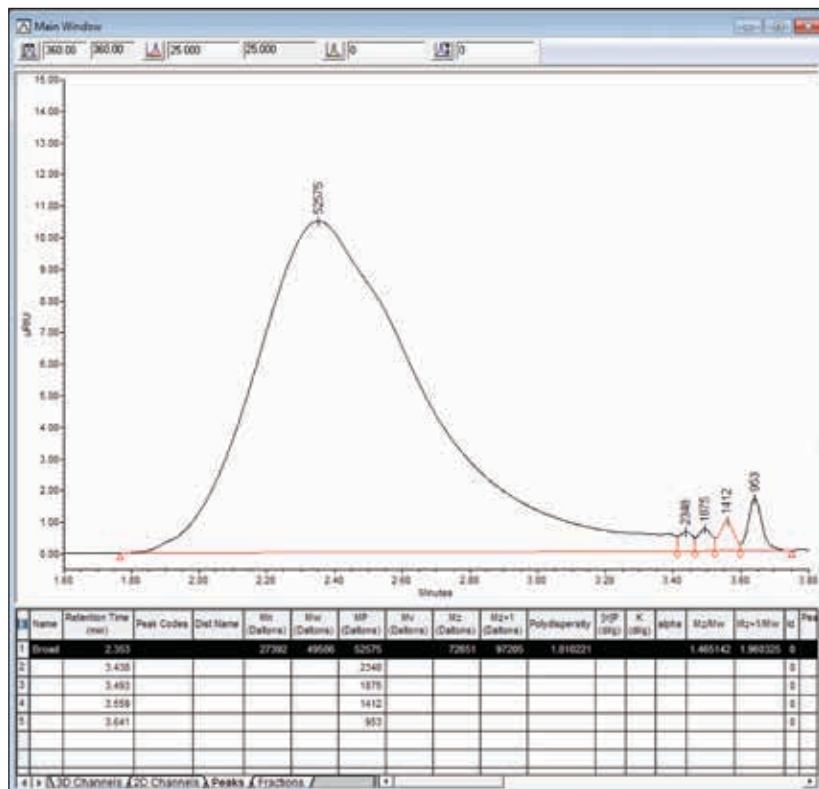 Main Window
360.00 360.00 25.000 25.000 0 0
15.00
14.00
13.00
12.00
11.00
10.00
9.00
8.00
7.00
6.00
5.00
4.00
3.00
2.00
1.00
0.00
µRIU
52575
2348
1875
1412
953
1.60 1.80 2.00 2.20 2.40 2.60 2.80 3.00 3.20 3.40 3.60 3.80
Minutes
Name Retention Time (min) Peak Codes Dist Name Mn (Daltons) Mw (Daltons) MP (Daltons) Mv (Daltons) Mz (Daltons) Mz+1 (Daltons) Polydispersity K (dl/g) alpha Mz/Mw Mz+1/Mw Id Pea
1 Broad 2.353 27392 49586 52575 72651 97205 1.810221 1.465142 1.960325 0
2 3.438 2348 0
3 3.493 1875 0
4 3.559 1412 0
5 3.641 953 0
3D Channels 2D Channels Peaks Fractions